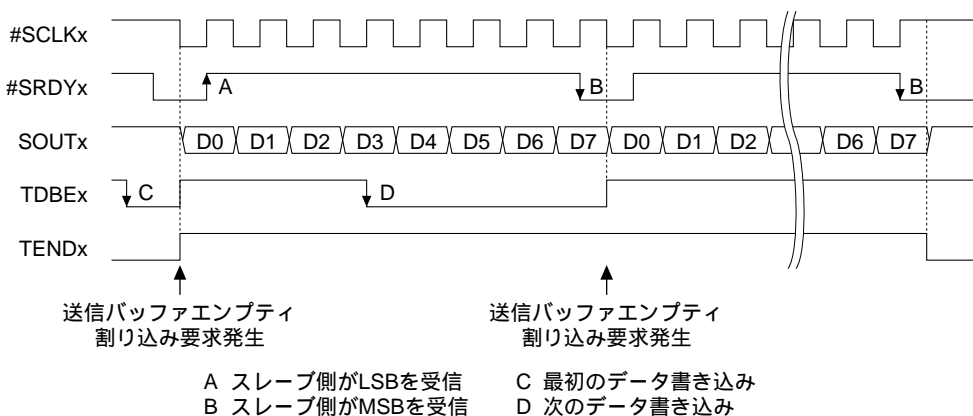 #SCLKx
#SRDYx A B B
SOUTx D0 D1 D2 D3 D4 D5 D6 D7 D0 D1 D2 D6 D7
TDBEx C D
TENDx
送信バッファエンプティ 送信バッファエンプティ
割り込み要求発生 割り込み要求発生
A スレーブ側がLSBを受信 C 最初のデータ書き込み
B スレーブ側がMSBを受信 D 次のデータ書き込み